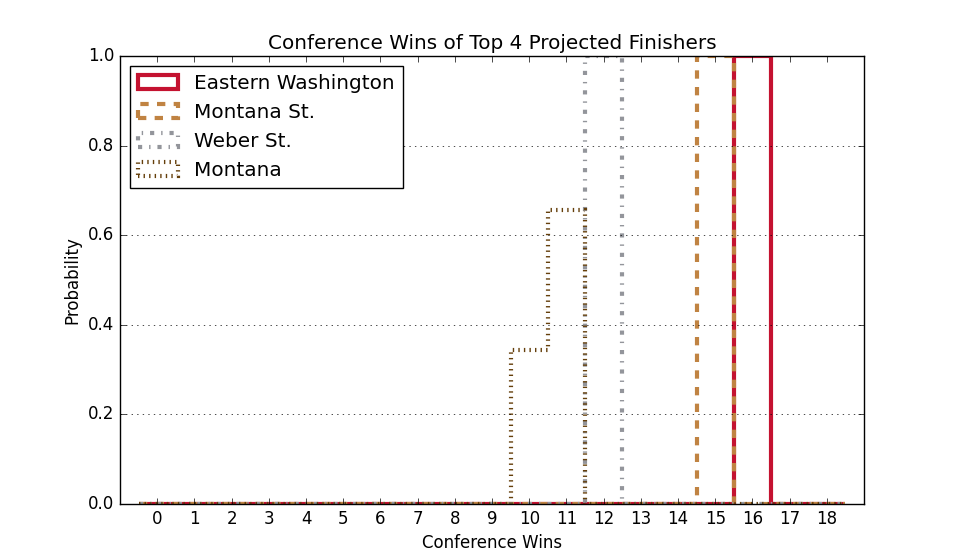 Conference Wins of Top 4 Projected Finishers
1.0
Eastern Washington
Montana St.
Weber St.
Montana
0.8
0.6
0.4
0.2
0.0
Probability
0 1 2 3 4 5 6 7 8 9 10 11 12 13 14 15 16 17 18
Conference Wins